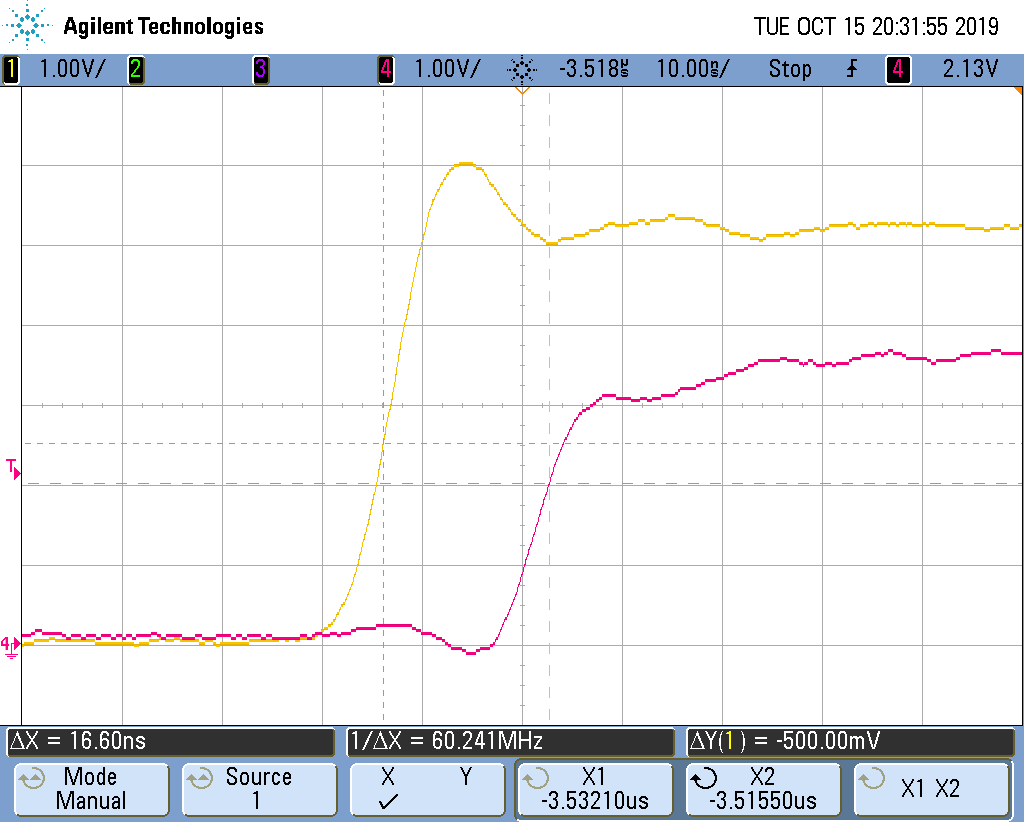 Agilent Technologies TUE OCT 15 20:31:55 2019
1 1.00V/ 2 3 4 1.00V/ -3.518µs 10.00ns/ Stop 4 2.13V
T
4
ΔX = 16.60ns 1/ΔX = 60.241MHz ΔY(1) = -500.00mV
Mode Source X Y X1 X2 X1 X2
Manual 1 -3.53210us -3.51550us